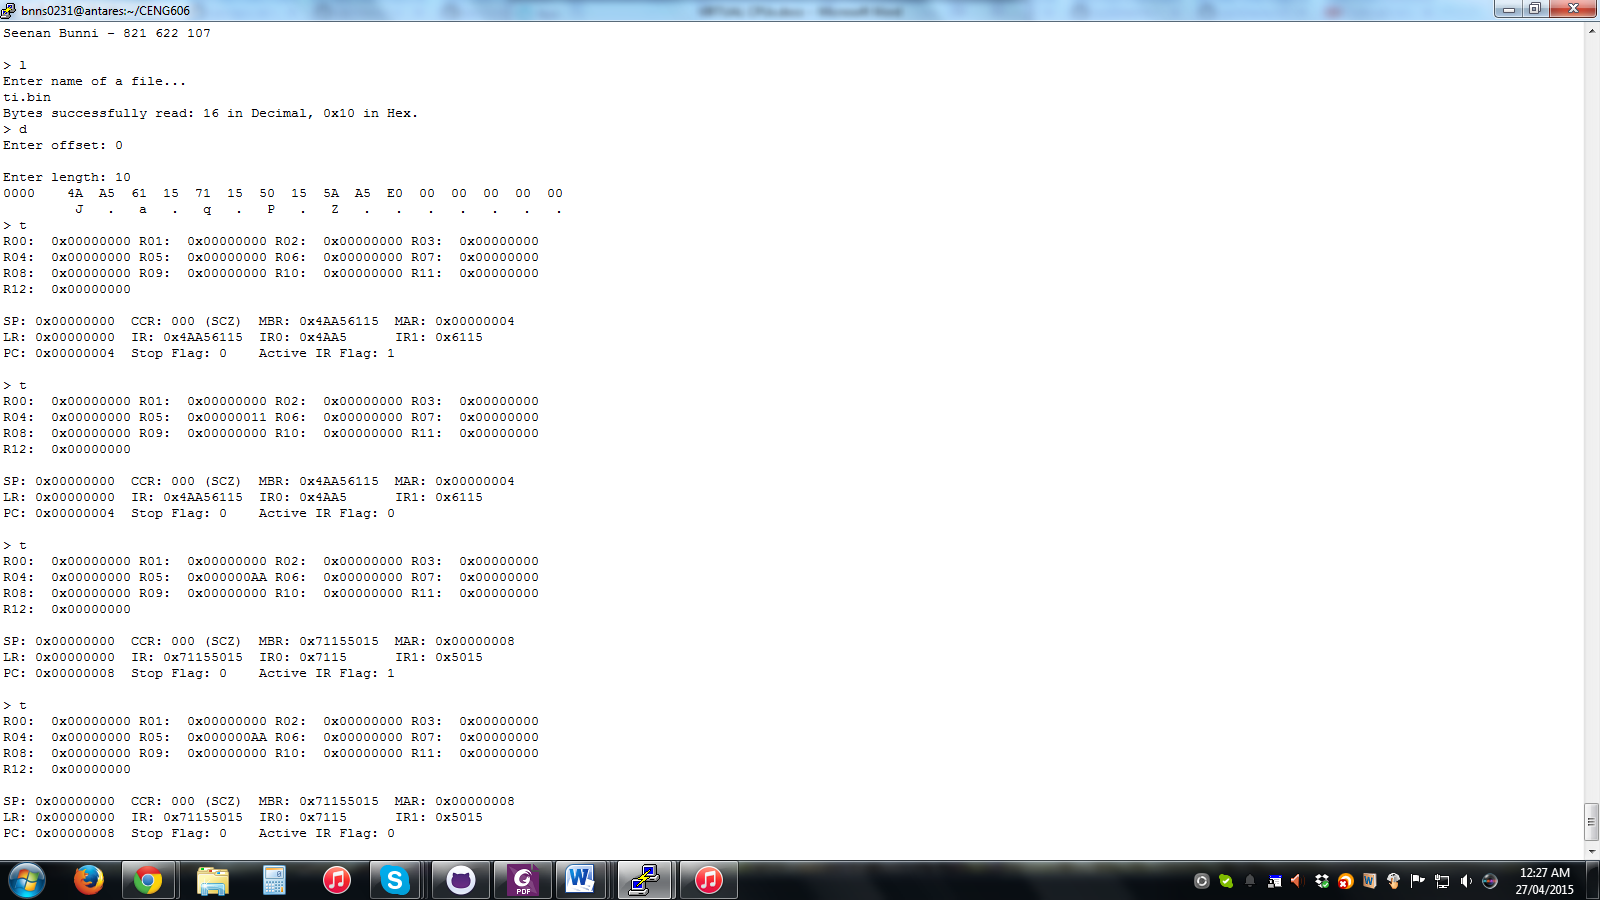 bnns0231@antares:~/CENG606
Seenan Bunni - 821 622 107
> l
Enter name of a file...
ti.bin
Bytes successfully read: 16 in Decimal, 0x10 in Hex.
> d
Enter offset: 0
Enter length: 10
0000    4A  A5  61  15  71  15  50  15  5A  A5  E0  00  00  00  00  00
J   .   a   .   q   .   P   .   Z   .   .   .   .   .   .   .
> t
R00:  0x00000000 R01:  0x00000000 R02:  0x00000000 R03:  0x00000000
R04:  0x00000000 R05:  0x00000000 R06:  0x00000000 R07:  0x00000000
R08:  0x00000000 R09:  0x00000000 R10:  0x00000000 R11:  0x00000000
R12:  0x00000000
SP: 0x00000000  CCR: 000 (SCZ)  MBR: 0x4AA56115  MAR: 0x00000004
LR: 0x00000000  IR: 0x4AA56115  IR0: 0x4AA5      IR1: 0x6115
PC: 0x00000004  Stop Flag: 0    Active IR Flag: 1
> t
R00:  0x00000000 R01:  0x00000000 R02:  0x00000000 R03:  0x00000000
R04:  0x00000000 R05:  0x00000011 R06:  0x00000000 R07:  0x00000000
R08:  0x00000000 R09:  0x00000000 R10:  0x00000000 R11:  0x00000000
R12:  0x00000000
SP: 0x00000000  CCR: 000 (SCZ)  MBR: 0x4AA56115  MAR: 0x00000004
LR: 0x00000000  IR: 0x4AA56115  IR0: 0x4AA5      IR1: 0x6115
PC: 0x00000004  Stop Flag: 0    Active IR Flag: 0
> t
R00:  0x00000000 R01:  0x00000000 R02:  0x00000000 R03:  0x00000000
R04:  0x00000000 R05:  0x000000AA R06:  0x00000000 R07:  0x00000000
R08:  0x00000000 R09:  0x00000000 R10:  0x00000000 R11:  0x00000000
R12:  0x00000000
SP: 0x00000000  CCR: 000 (SCZ)  MBR: 0x71155015  MAR: 0x00000008
LR: 0x00000000  IR: 0x71155015  IR0: 0x7115      IR1: 0x5015
PC: 0x00000008  Stop Flag: 0    Active IR Flag: 1
> t
R00:  0x00000000 R01:  0x00000000 R02:  0x00000000 R03:  0x00000000
R04:  0x00000000 R05:  0x000000AA R06:  0x00000000 R07:  0x00000000
R08:  0x00000000 R09:  0x00000000 R10:  0x00000000 R11:  0x00000000
R12:  0x00000000
SP: 0x00000000  CCR: 000 (SCZ)  MBR: 0x71155015  MAR: 0x00000008
LR: 0x00000000  IR: 0x71155015  IR0: 0x7115      IR1: 0x5015
PC: 0x00000008  Stop Flag: 0    Active IR Flag: 0
PDF
12:27 AM
27/04/2015